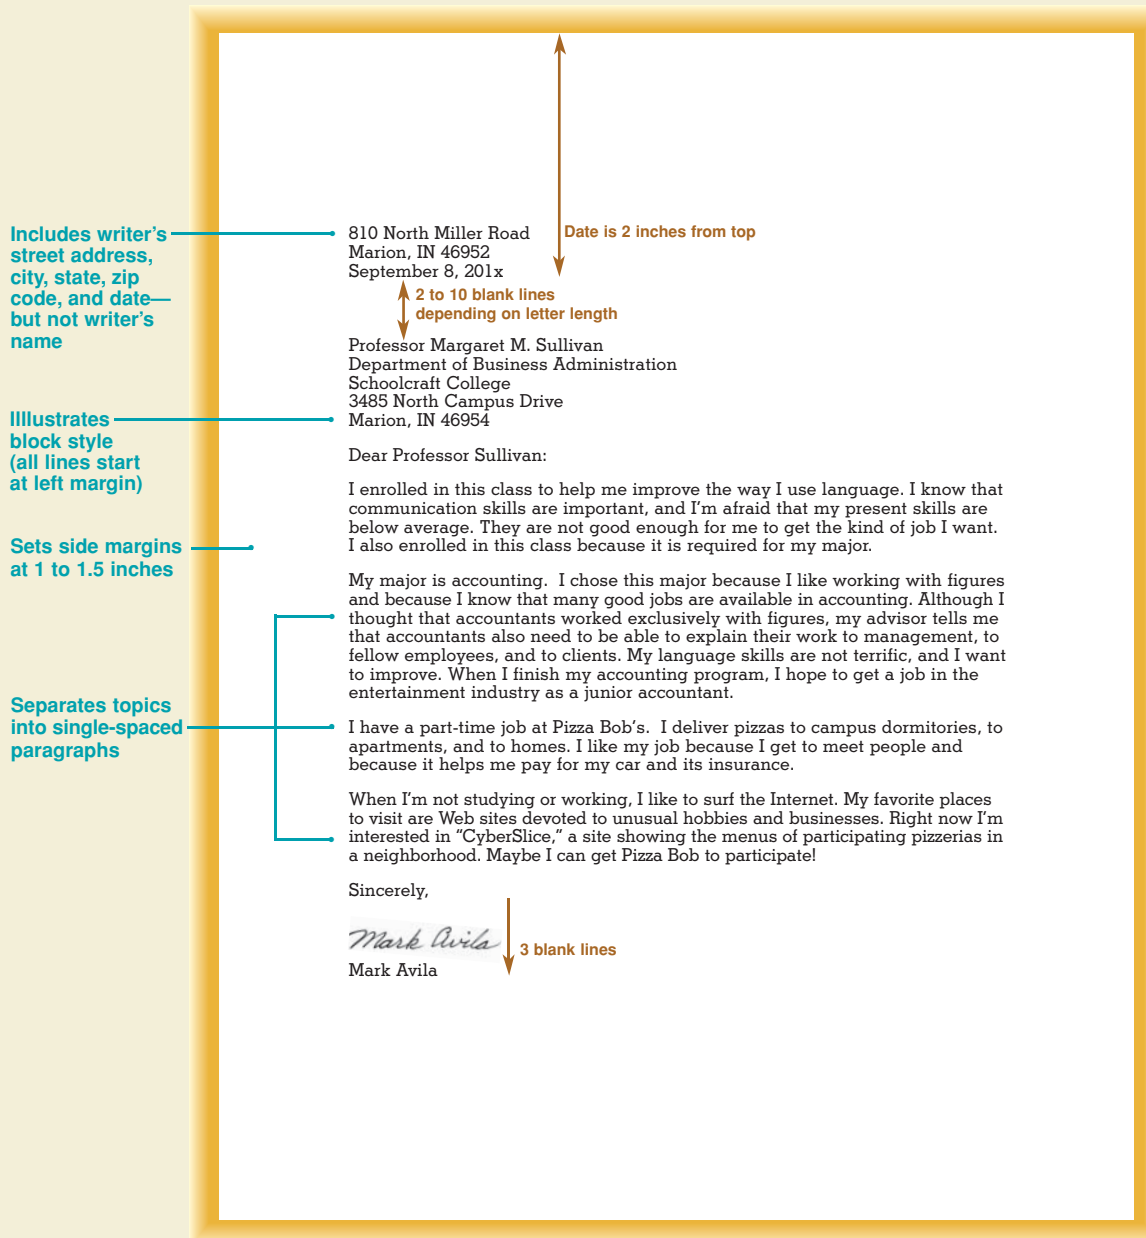 Includes writer's
street address,
city, state, zip
code, and date—
but not writer's
name
IIllustrates
block style
(all lines start
at left margin)
Sets side margins
at 1 to 1.5 inches
Separates topics
into single-spaced
paragraphs
810 North Miller Road
Marion, IN 46952
September 8, 201x
Date is 2 inches from top
2 to 10 blank lines
depending on letter length
Professor Margaret M. Sullivan
Department of Business Administration
Schoolcraft College
3485 North Campus Drive
Marion, IN 46954
Dear Professor Sullivan:
I enrolled in this class to help me improve the way I use language. I know that
communication skills are important, and I'm afraid that my present skills are
below average. They are not good enough for me to get the kind of job I want.
I also enrolled in this class because it is required for my major.
My major is accounting.  I chose this major because I like working with figures
and because I know that many good jobs are available in accounting. Although I
thought that accountants worked exclusively with figures, my advisor tells me
that accountants also need to be able to explain their work to management, to
fellow employees, and to clients. My language skills are not terrific, and I want
to improve. When I finish my accounting program, I hope to get a job in the
entertainment industry as a junior accountant.
I have a part-time job at Pizza Bob's.  I deliver pizzas to campus dormitories, to
apartments, and to homes. I like my job because I get to meet people and
because it helps me pay for my car and its insurance.
When I'm not studying or working, I like to surf the Internet. My favorite places
to visit are Web sites devoted to unusual hobbies and businesses. Right now I'm
interested in "CyberSlice," a site showing the menus of participating pizzerias in
a neighborhood. Maybe I can get Pizza Bob to participate!
Sincerely,
Mark Avila
3 blank lines
Mark Avila